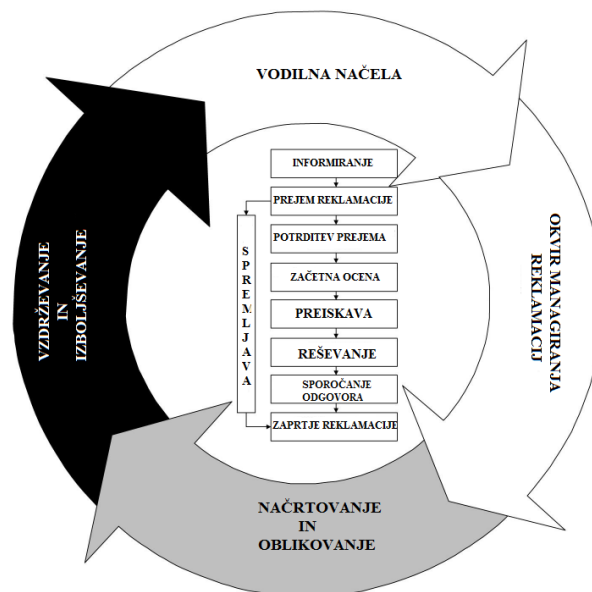 VODILNA NAČELA
INFORMIRANJE
PREJEM REKLAMACIJE
POTRDITEV PREJEMA
ZAČETNA OCENA
PREISKAVA
REŠEVANJE
SPOROČANJE
ODGOVORA
ZAPRTJE REKLAMACIJE
SPREMLJAVA
OKVIR MANAGIRANJA
REKLAMACIJ
NAČRTOVANJE
IN
OBLIKOVANJE
VZDRŽEVANJE
IN
IZBOLJŠEVANJE